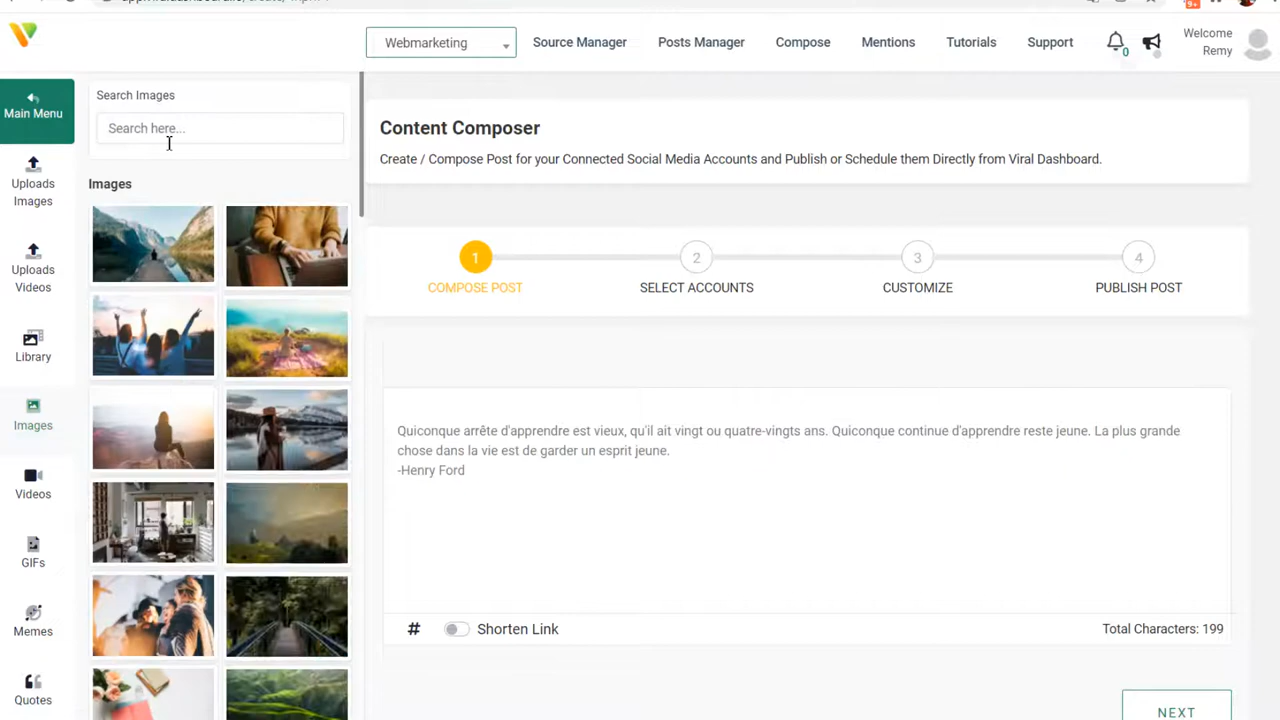 Webmarketing
Source Manager
Posts Manager
Compose
Mentions
Tutorials
Support
0
9+
Welcome
Remy
Main Menu
Uploads
Images
Uploads
Videos
Library
Images
Videos
GIFs
Memes
Quotes
Search Images
Search here...
Images
Content Composer
Create / Compose Post for your Connected Social Media Accounts and Publish or Schedule them Directly from Viral Dashboard.
1
2
3
4
COMPOSE POST
SELECT ACCOUNTS
CUSTOMIZE
PUBLISH POST
Quiconque arrête d'apprendre est vieux, qu'il ait vingt ou quatre-vingts ans. Quiconque continue d'apprendre reste jeune. La plus grande
chose dans la vie est de garder un esprit jeune.
-Henry Ford
# Shorten Link
Total Characters: 199
NEXT